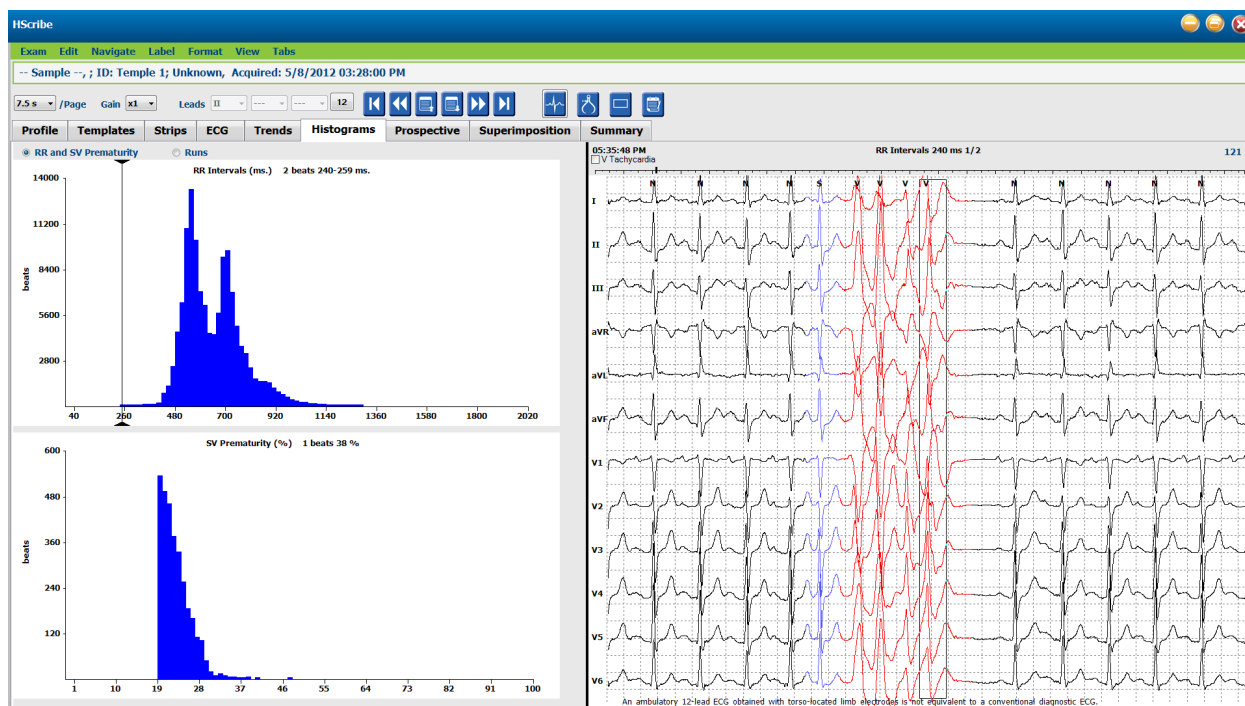 HScribe
Exam Edit Navigate Label Format View Tabs
-- Sample --, ; ID: Temple 1; Unknown, Acquired: 5/8/2012 03:28:00 PM
7.5 s /Page Gain x1 Leads II --- --- 12
Profile Templates Strips ECG Trends Histograms Prospective Superimposition Summary
RR and SV Prematurity Runs
RR Intervals (ms.) 2 beats 240-259 ms.
14000
11200
8400
5600
2800
beats
40 260 480 700 920 1140 1360 1580 1800 2020
SV Prematurity (%) 1 beats 38 %
600
480
360
240
120
beats
1 10 19 28 37 46 55 64 73 82 91 100
05:35:48 PM RR Intervals 240 ms 1/2 121
V Tachycardia
N N N N S V V V V N N N N N
I
II
III
aVR
aVL
aVF
V1
V2
V3
V4
V5
V6
An ambulatory 12-lead ECG obtained with torso-located limb electrodes is not equivalent to a conventional diagnostic ECG.